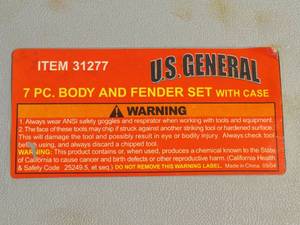 ITEM 31277
U.S. GENERAL
7 PC. BODY AND FENDER SET WITH CASE
WARNING
1. Always wear ANSI safety goggles and respirator when working with tools and equipment.
2. The face of these tools may chip if struck against another striking tool or hardened surface.
This will damage the tool and possibly result in eye or bodily injury. Always check tool
before using, and always discard a chipped tool.
WARNING: This product contains or, when used, produces a chemical known to the State
of California to cause cancer and birth defects or other reproductive harm. (California Health
& Safety Code 25249.5, et seq.) DO NOT REMOVE THIS WARNING LABEL. Made in China 09/04